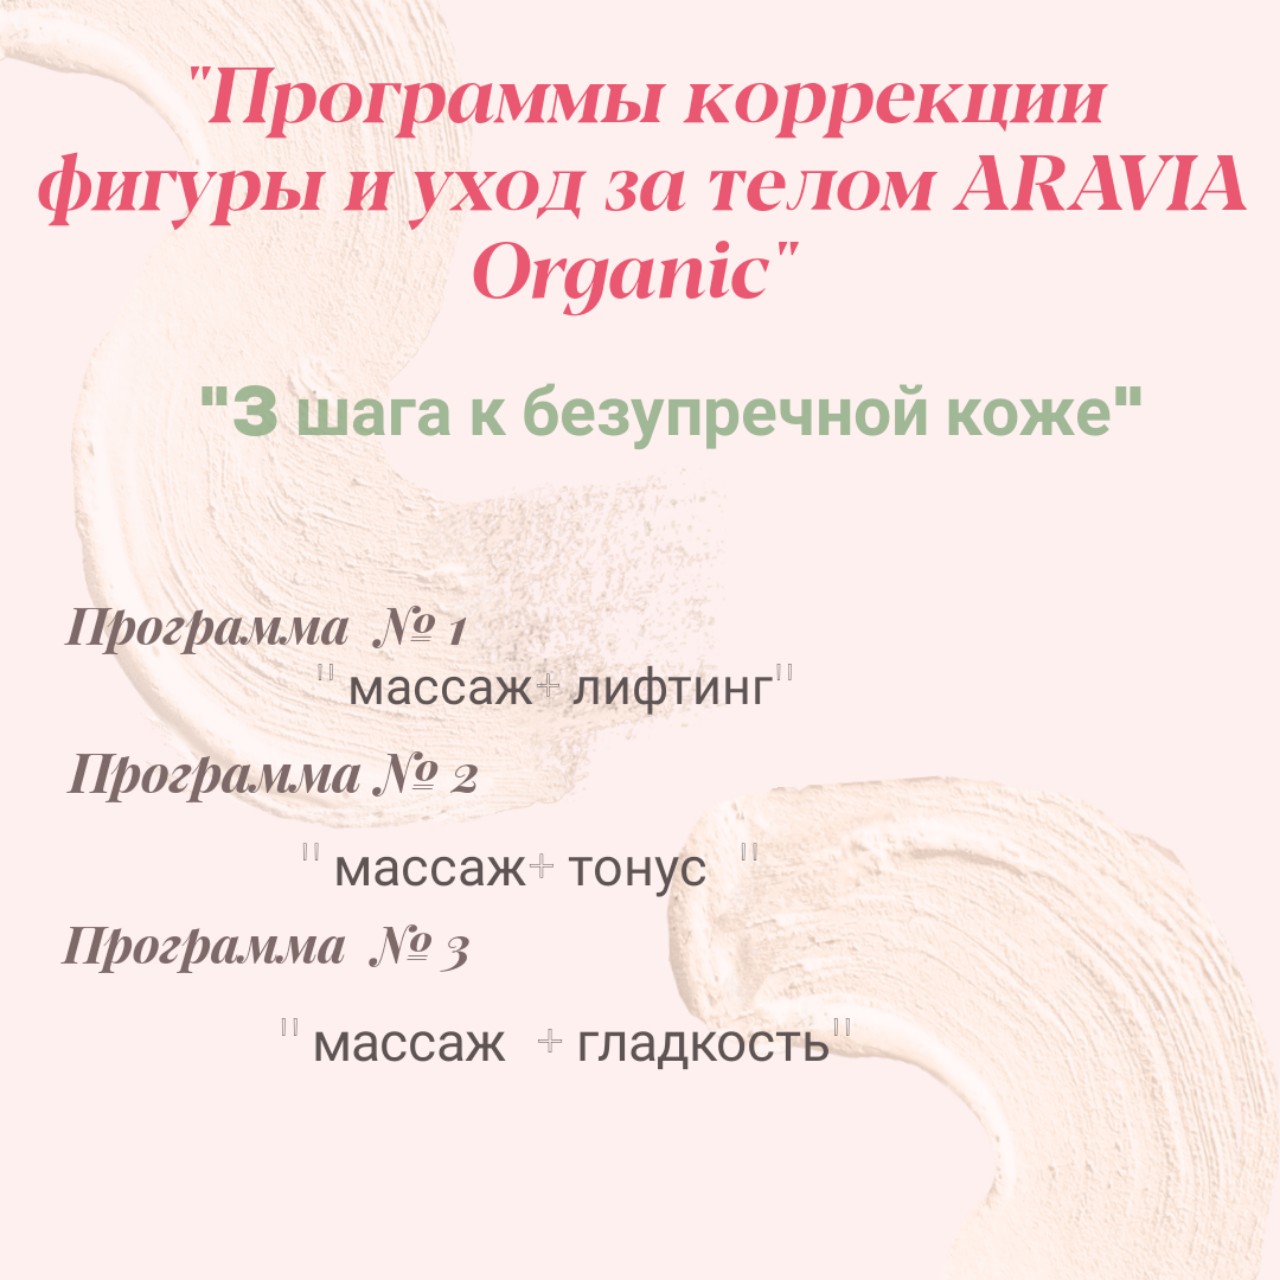 "Программы коррекции
фигуры и уход за телом ARAVIA
Organic"
"3 шага к безупречной коже"
Программа № 1
" массаж+ лифтинг"
Программа № 2
" массаж+ тонус "
Программа № 3
" массаж + гладкость"